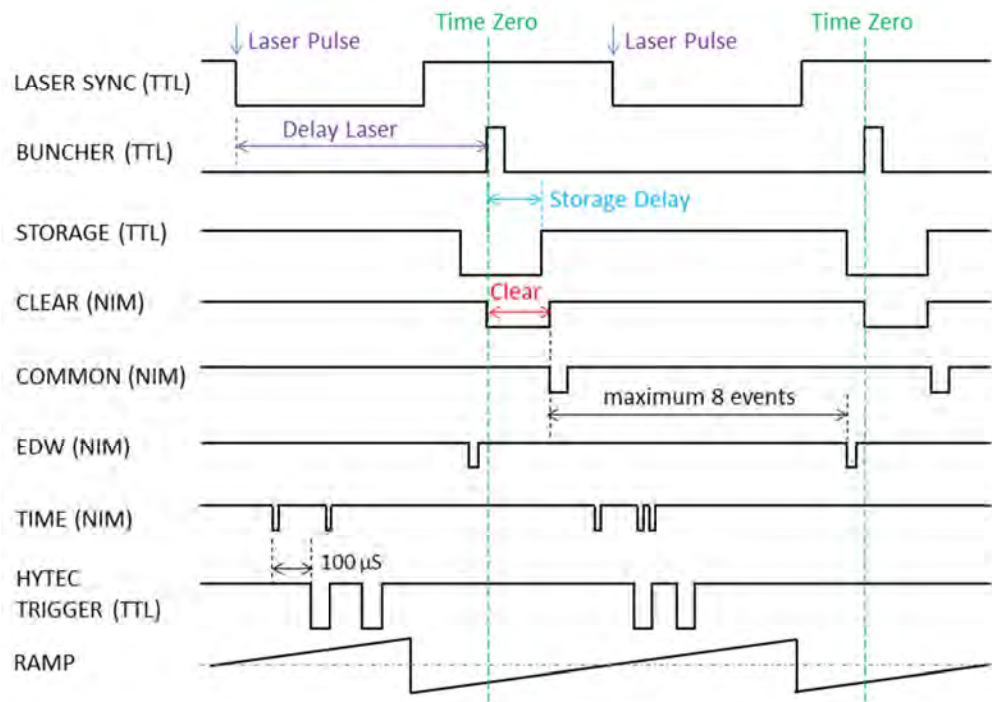 Time Zero
Time Zero
Laser Pulse
Laser Pulse
LASER SYNC (TTL)
Delay Laser
BUNCHER (TTL)
Storage Delay
STORAGE (TTL)
Clear
CLEAR (NIM)
COMMON (NIM)
maximum 8 events
EDW (NIM)
TIME (NIM)
100 µS
HYTEC
TRIGGER (TTL)
RAMP